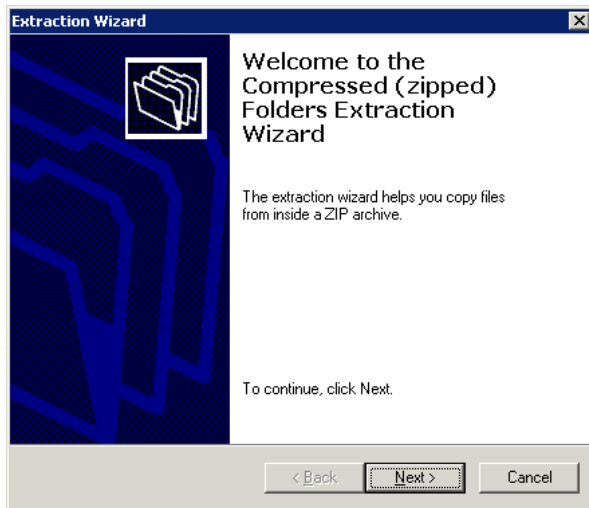 Extraction Wizard
Welcome to the
Compressed (zipped)
Folders Extraction
Wizard
The extraction wizard helps you copy files
from inside a ZIP archive.
To continue, click Next.
< Back
Next >
Cancel